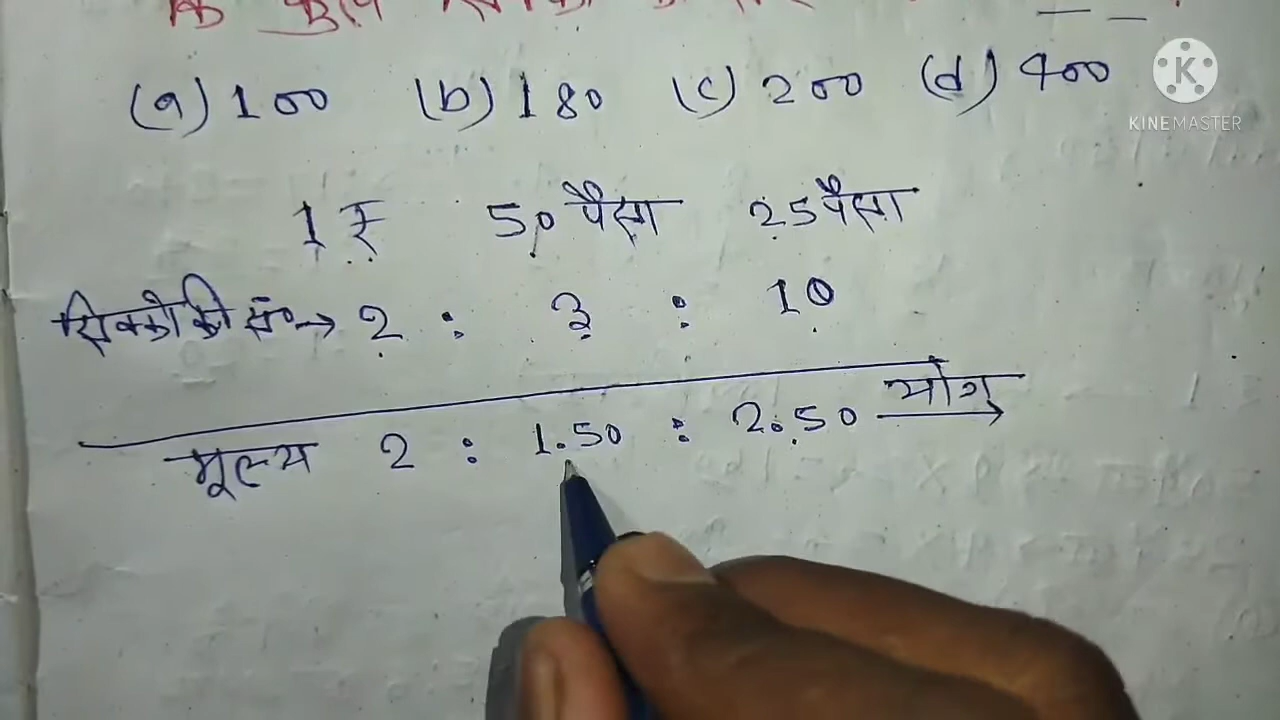 (a) 100 (b) 180 (c) 200 (d) 400
KINEMASTER
1 ₹ 50 पैसा 25 पैसा
सिक्को की सं० → 2 : 3 : 10
मूल्य 2 : 1.50 : 2.50 योग →